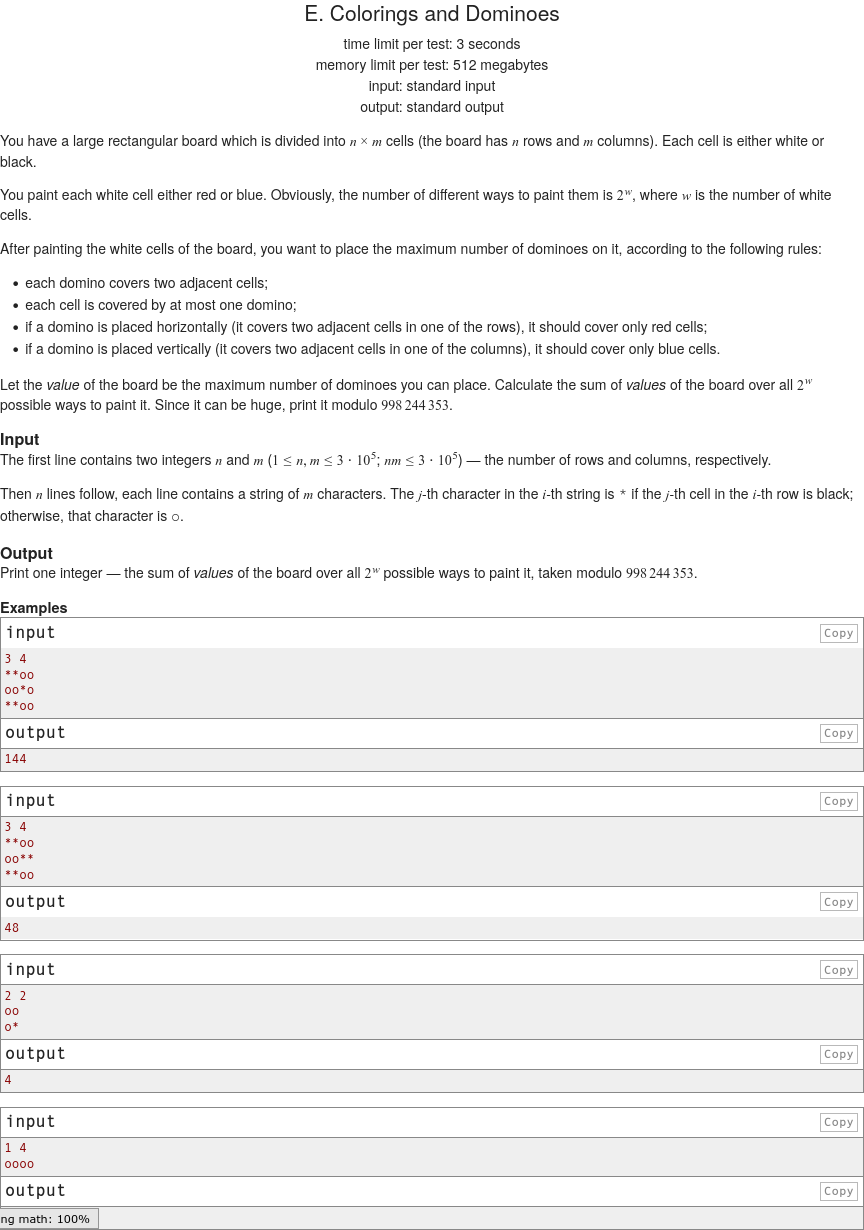 E. Colorings and Dominoes
time limit per test: 3 seconds
memory limit per test: 512 megabytes
input: standard input
output: standard output
You have a large rectangular board which is divided into n × m cells (the board has n rows and m columns). Each cell is either white or
black.
You paint each white cell either red or blue. Obviously, the number of different ways to paint them is 2^w, where w is the number of white
cells.
After painting the white cells of the board, you want to place the maximum number of dominoes on it, according to the following rules:
• each domino covers two adjacent cells;
• each cell is covered by at most one domino;
• if a domino is placed horizontally (it covers two adjacent cells in one of the rows), it should cover only red cells;
• if a domino is placed vertically (it covers two adjacent cells in one of the columns), it should cover only blue cells.
Let the value of the board be the maximum number of dominoes you can place. Calculate the sum of values of the board over all 2^w
possible ways to paint it. Since it can be huge, print it modulo 998 244 353.
Input
The first line contains two integers n and m (1 ≤ n, m ≤ 3 · 10^5; nm ≤ 3 · 10^5) — the number of rows and columns, respectively.
Then n lines follow, each line contains a string of m characters. The j-th character in the i-th string is * if the j-th cell in the i-th row is black;
otherwise, that character is o.
Output
Print one integer — the sum of values of the board over all 2^w possible ways to paint it, taken modulo 998 244 353.
Examples
input Copy
3 4
**oo
oo*o
**oo
output Copy
144
input Copy
3 4
**oo
oo**
**oo
output Copy
48
input Copy
2 2
oo
o*
output Copy
4
input Copy
1 4
oooo
output Copy
ng math: 100%